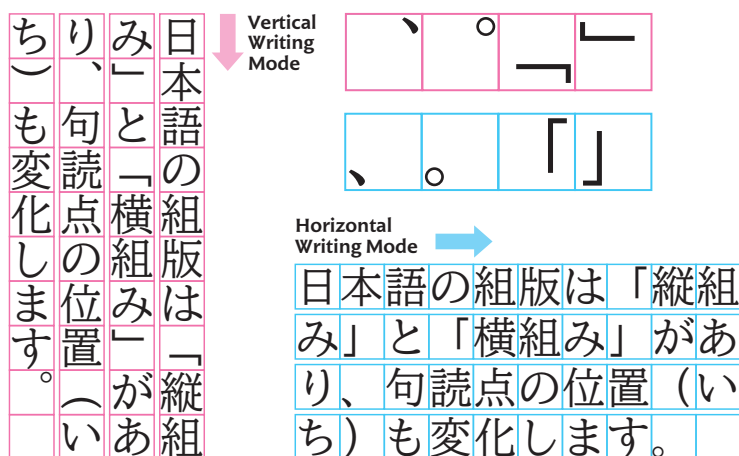 日本語の組版は「縦組
み」と「横組み」があ
り、句読点の位置（い
ち）も変化します。
Vertical
Writing
Mode
、。「」
、。「」
Horizontal
Writing Mode
日本語の組版は「縦組
み」と「横組み」があ
り、句読点の位置（い
ち）も変化します。